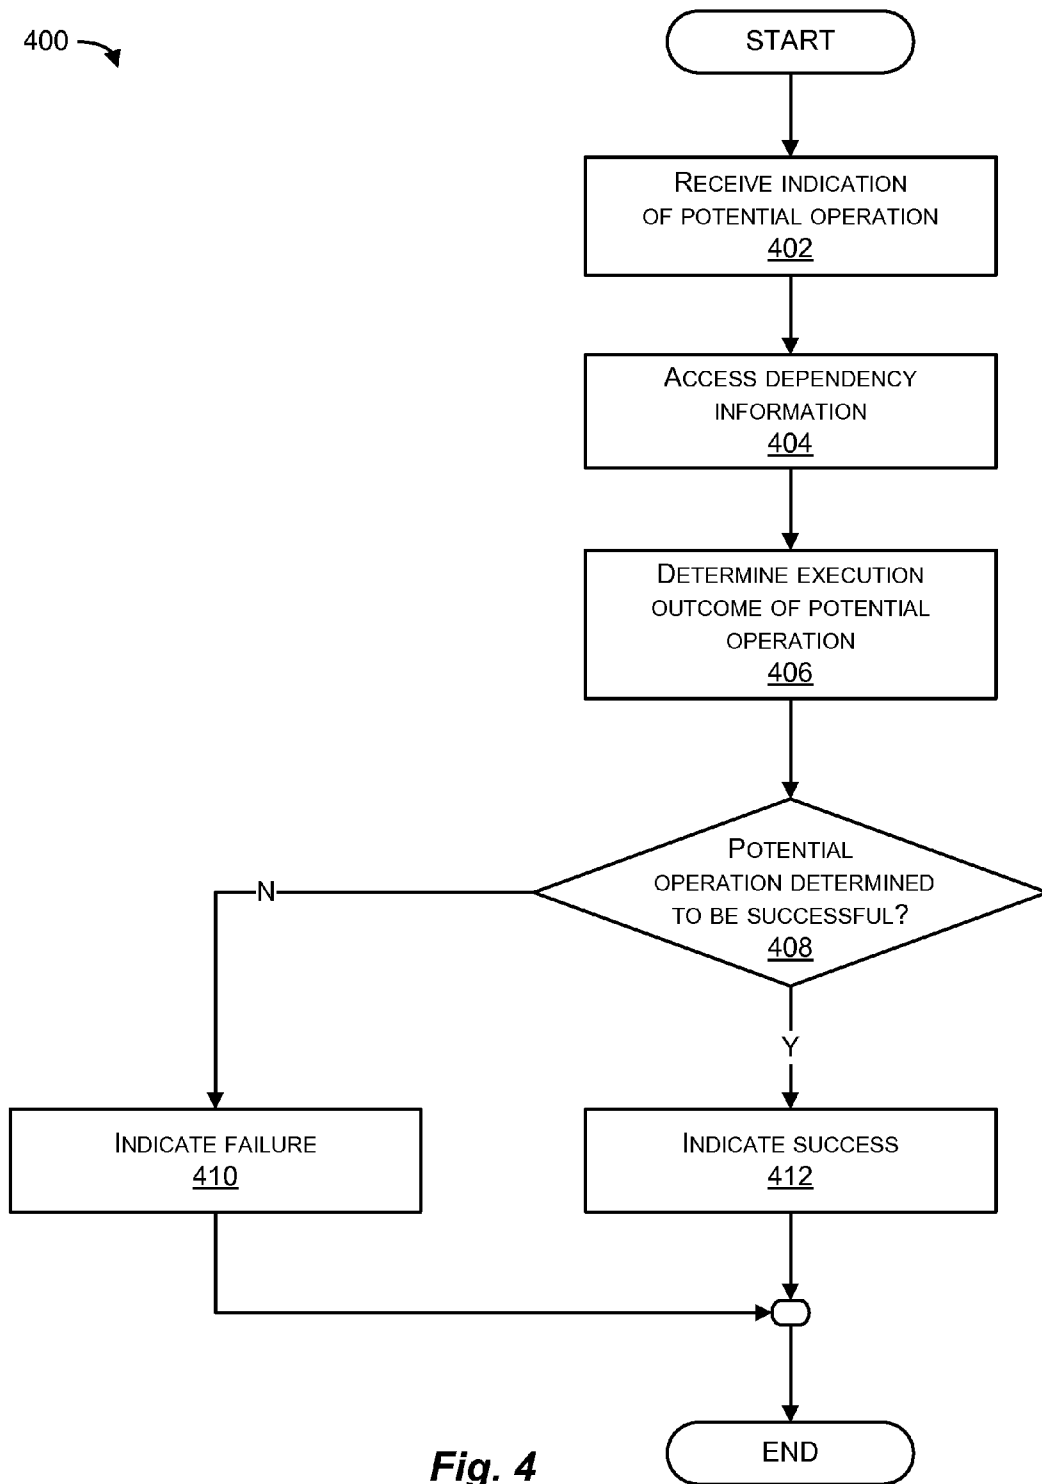 400
START
RECEIVE INDICATION
OF POTENTIAL OPERATION
402
ACCESS DEPENDENCY
INFORMATION
404
DETERMINE EXECUTION
OUTCOME OF POTENTIAL
OPERATION
406
POTENTIAL
OPERATION DETERMINED
TO BE SUCCESSFUL?
408
N
Y
INDICATE FAILURE
410
INDICATE SUCCESS
412
END
Fig. 4